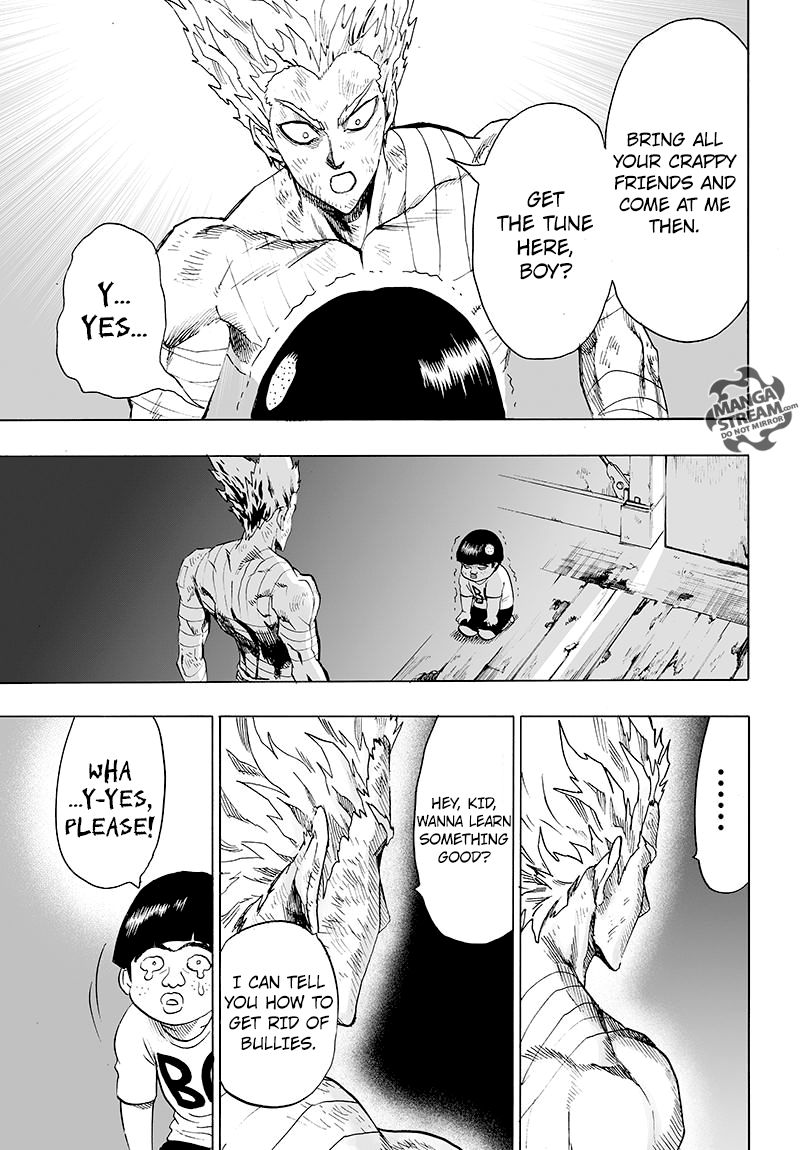 BRING ALL
YOUR CRAPPY
FRIENDS AND
COME AT ME
THEN.
GET
THE TUNE
HERE,
BOY?
Y...
YES...
MANGA
STREAM.com
DO NOT MIRROR
......
HEY, KID,
WANNA LEARN
SOMETHING
GOOD?
I CAN TELL
YOU HOW TO
GET RID OF
BULLIES.
WHA
...Y-YES,
PLEASE!